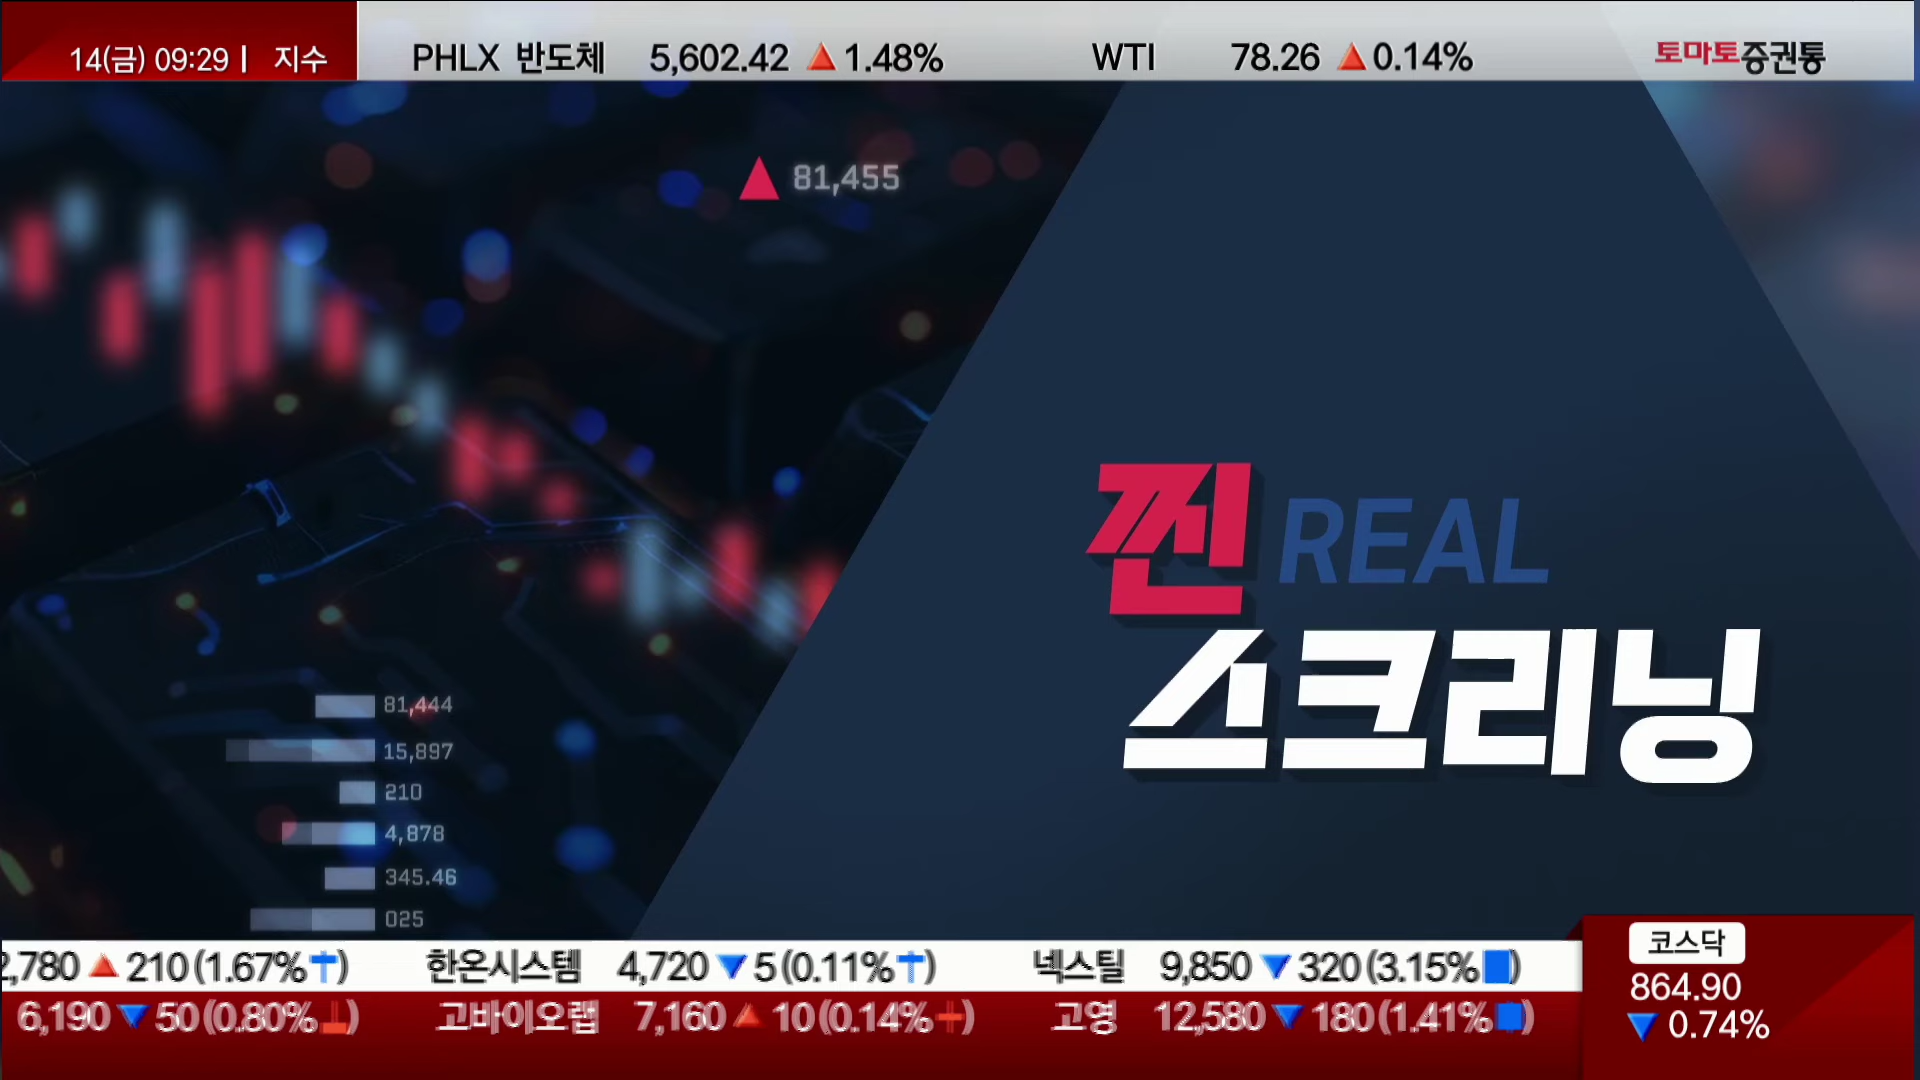 14(금) 09:29 | 지수 PHLX 반도체 5,602.42 ▲ 1.48% WTI 78.26 ▲ 0.14% 토마토증권통
▲ 81,455
찐 REAL
스크리닝
81,444
15,897
210
4,878
345.46
025
2,780 ▲ 210 (1.67%) 한온시스템 4,720 ▼ 5 (0.11%) 넥스틸 9,850 ▼ 320 (3.15%)
6,190 ▼ 50 (0.80%) 고바이오랩 7,160 ▲ 10 (0.14%) 고영 12,580 ▼ 180 (1.41%)
코스닥
864.90
▼ 0.74%